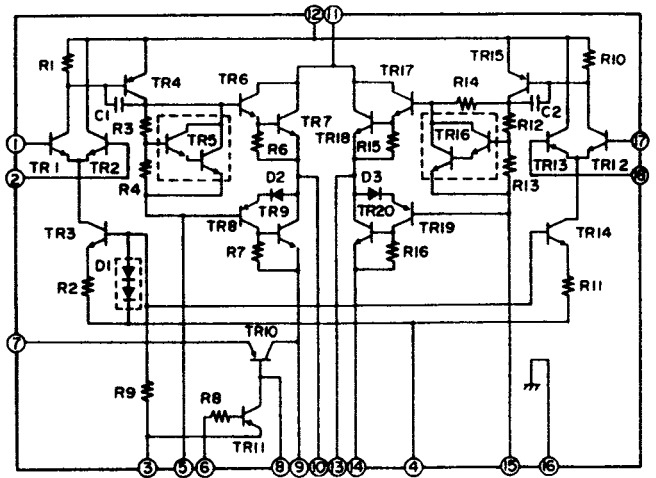 12 11
R1 TR4 TR6 TR17 TR15 R10
R14
C1 C2
R3 TR5 TR7 TR18 R15 TR16 R12
1 17
TR1 TR2 R6 TR13 TR12
2
R4 D2 D3 R13
TR8 TR9 TR20 TR19
TR3 R7 R16 TR14
D1
R2 R11
7 TR10
R9 R8
TR11
3 5 6 8 9 10 13 14 4 15 16